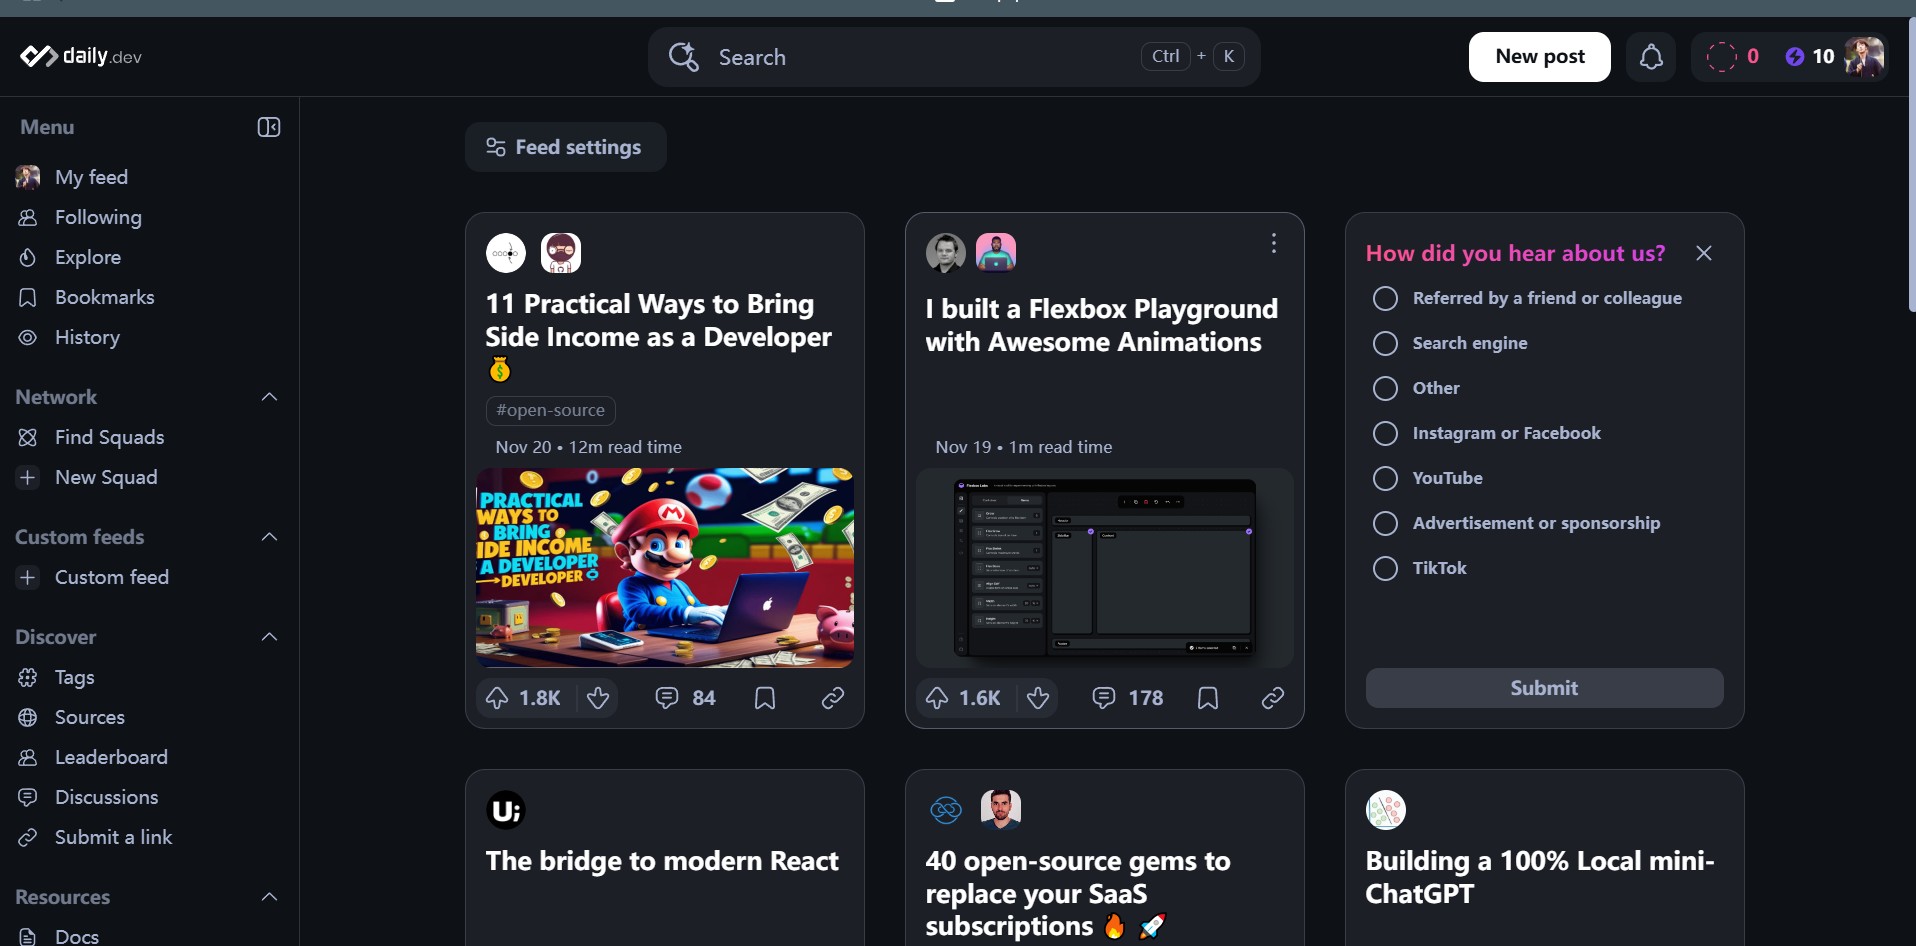 daily.dev
Search
Ctrl + K
New post
0
10
Menu
My feed
Following
Explore
Bookmarks
History
Network
Find Squads
New Squad
Custom feeds
Custom feed
Discover
Tags
Sources
Leaderboard
Discussions
Submit a link
Resources
Docs
Feed settings
11 Practical Ways to Bring
Side Income as a Developer
💰
#open-source
Nov 20 • 12m read time
PRACTICAL
WAYS TO
BRING
IDE INCOME
A DEVELOPER
DEVELOPER
1.8K
84
I built a Flexbox Playground
with Awesome Animations
Nov 19 • 1m read time
Flexbox Labs
1.6K
178
How did you hear about us?
Referred by a friend or colleague
Search engine
Other
Instagram or Facebook
YouTube
Advertisement or sponsorship
TikTok
Submit
U;
The bridge to modern React
40 open-source gems to
replace your SaaS
subscriptions 🔥 🚀
Building a 100% Local mini-
ChatGPT